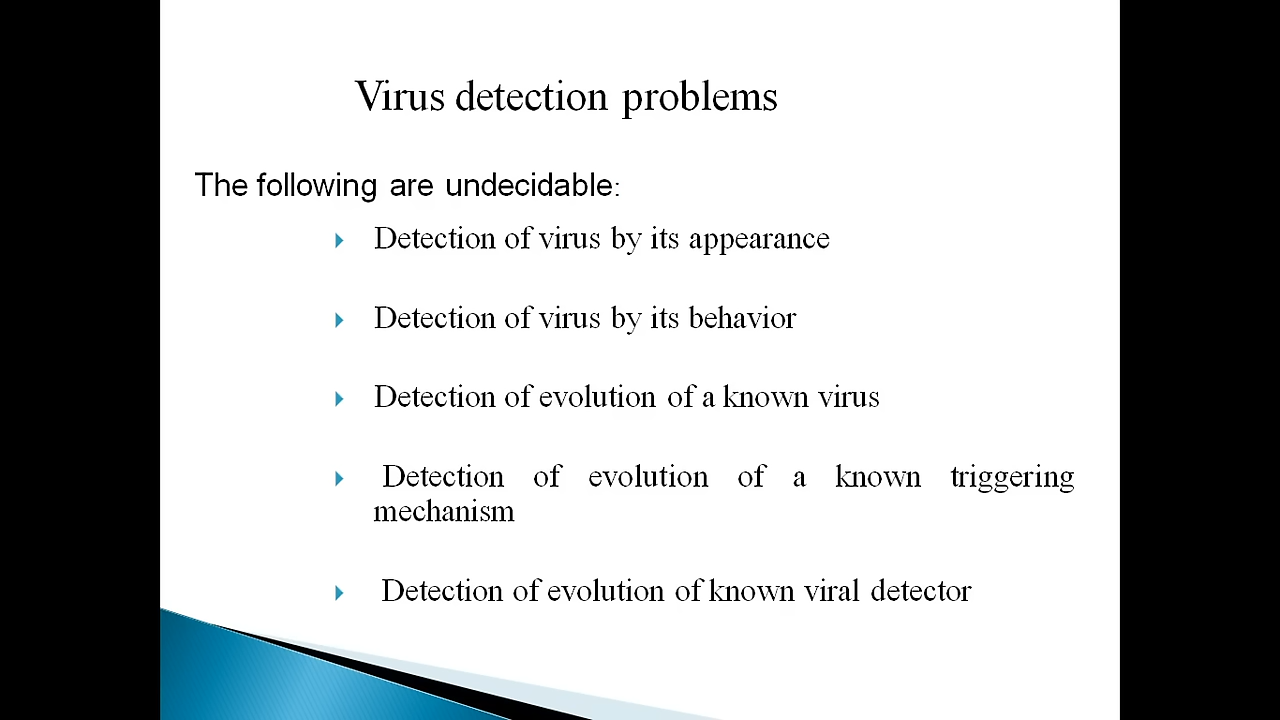 Virus detection problems
The following are undecidable:
Detection of virus by its appearance
Detection of virus by its behavior
Detection of evolution of a known virus
Detection of evolution of a known triggering
mechanism
Detection of evolution of known viral detector